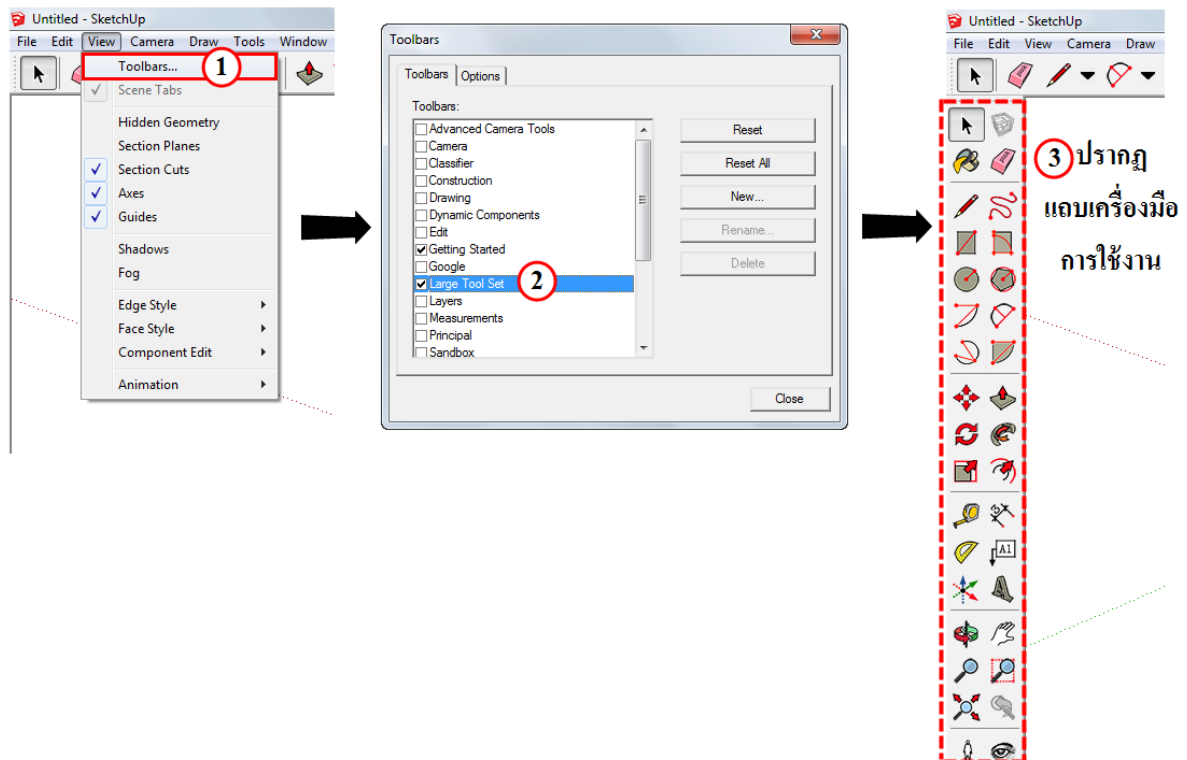 Untitled - SketchUp
File Edit View Camera Draw Tools Window
Toolbars...
1
Scene Tabs
Hidden Geometry
Section Planes
Section Cuts
Axes
Guides
Shadows
Fog
Edge Style
Face Style
Component Edit
Animation
Toolbars
Toolbars Options
Toolbars:
Advanced Camera Tools
Camera
Classifier
Construction
Drawing
Dynamic Components
Edit
Getting Started
Google
Large Tool Set
2
Layers
Measurements
Principal
Sandbox
Reset
Reset All
New...
Rename...
Delete
Close
Untitled - SketchUp
File Edit View Camera Draw
3 ปรากฏ
แถบเครื่องมือ
การใช้งาน
A1